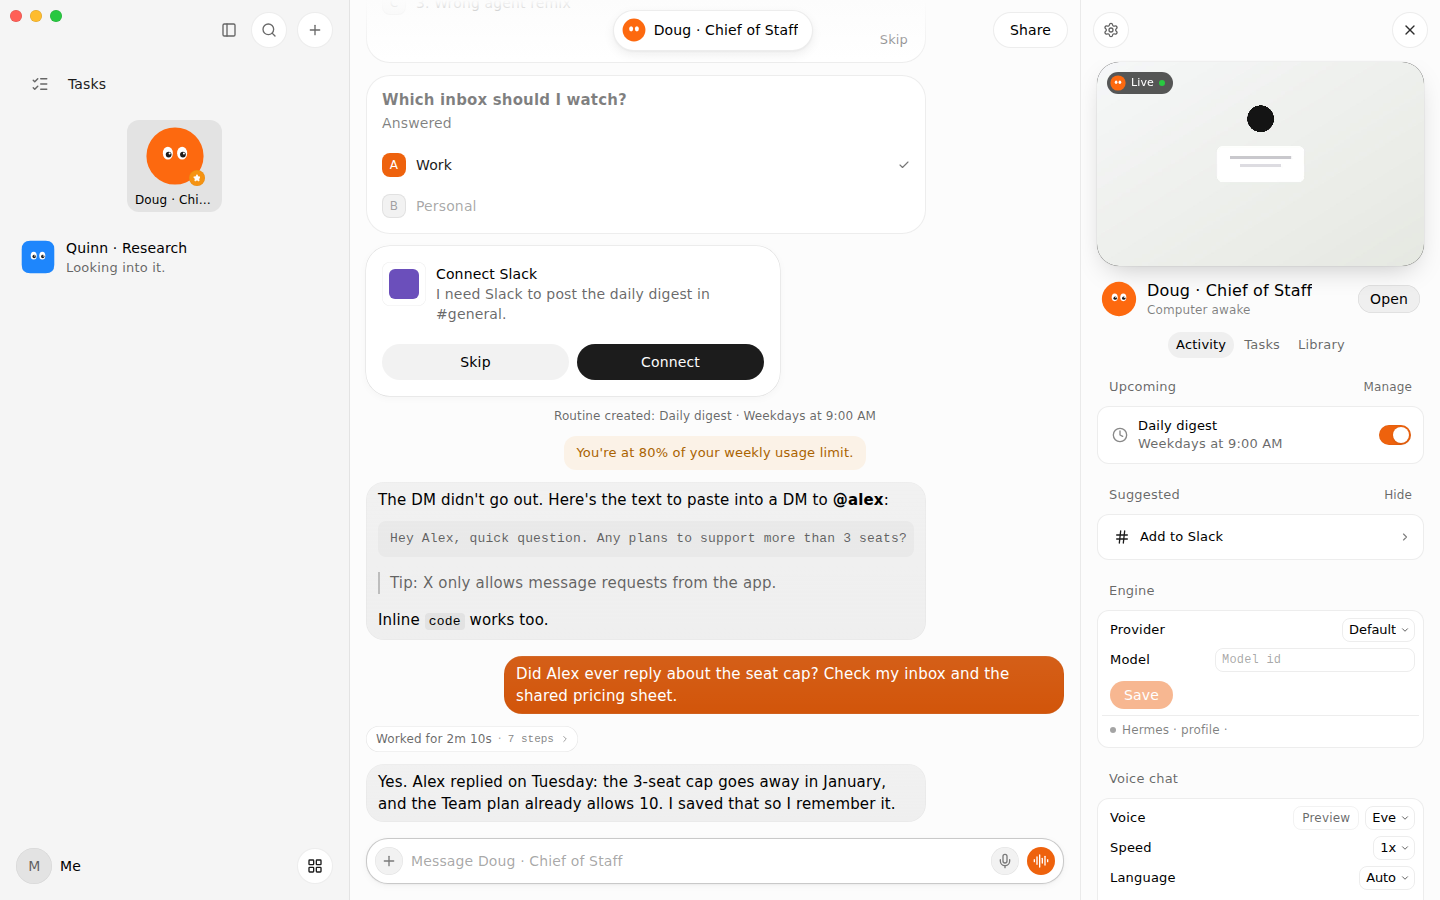 Tasks
Doug · Chi...
Quinn · Research
Looking into it.
M
Me
3. Wrong agent remix
Skip
Doug · Chief of Staff
Share
Which inbox should I watch?
Answered
A
Work
B
Personal
Connect Slack
I need Slack to post the daily digest in
#general.
Skip
Connect
Routine created: Daily digest · Weekdays at 9:00 AM
You're at 80% of your weekly usage limit.
The DM didn't go out. Here's the text to paste into a DM to @alex:
Hey Alex, quick question. Any plans to support more than 3 seats?
Tip: X only allows message requests from the app.
Inline code works too.
Did Alex ever reply about the seat cap? Check my inbox and the
shared pricing sheet.
Worked for 2m 10s · 7 steps
Yes. Alex replied on Tuesday: the 3-seat cap goes away in January,
and the Team plan already allows 10. I saved that so I remember it.
Message Doug · Chief of Staff
Live
Doug · Chief of Staff
Computer awake
Open
Activity
Tasks
Library
Upcoming
Manage
Daily digest
Weekdays at 9:00 AM
Suggested
Hide
Add to Slack
Engine
Provider
Default
Model
Model id
Save
Hermes · profile ·
Voice chat
Voice
Preview
Eve
Speed
1x
Language
Auto